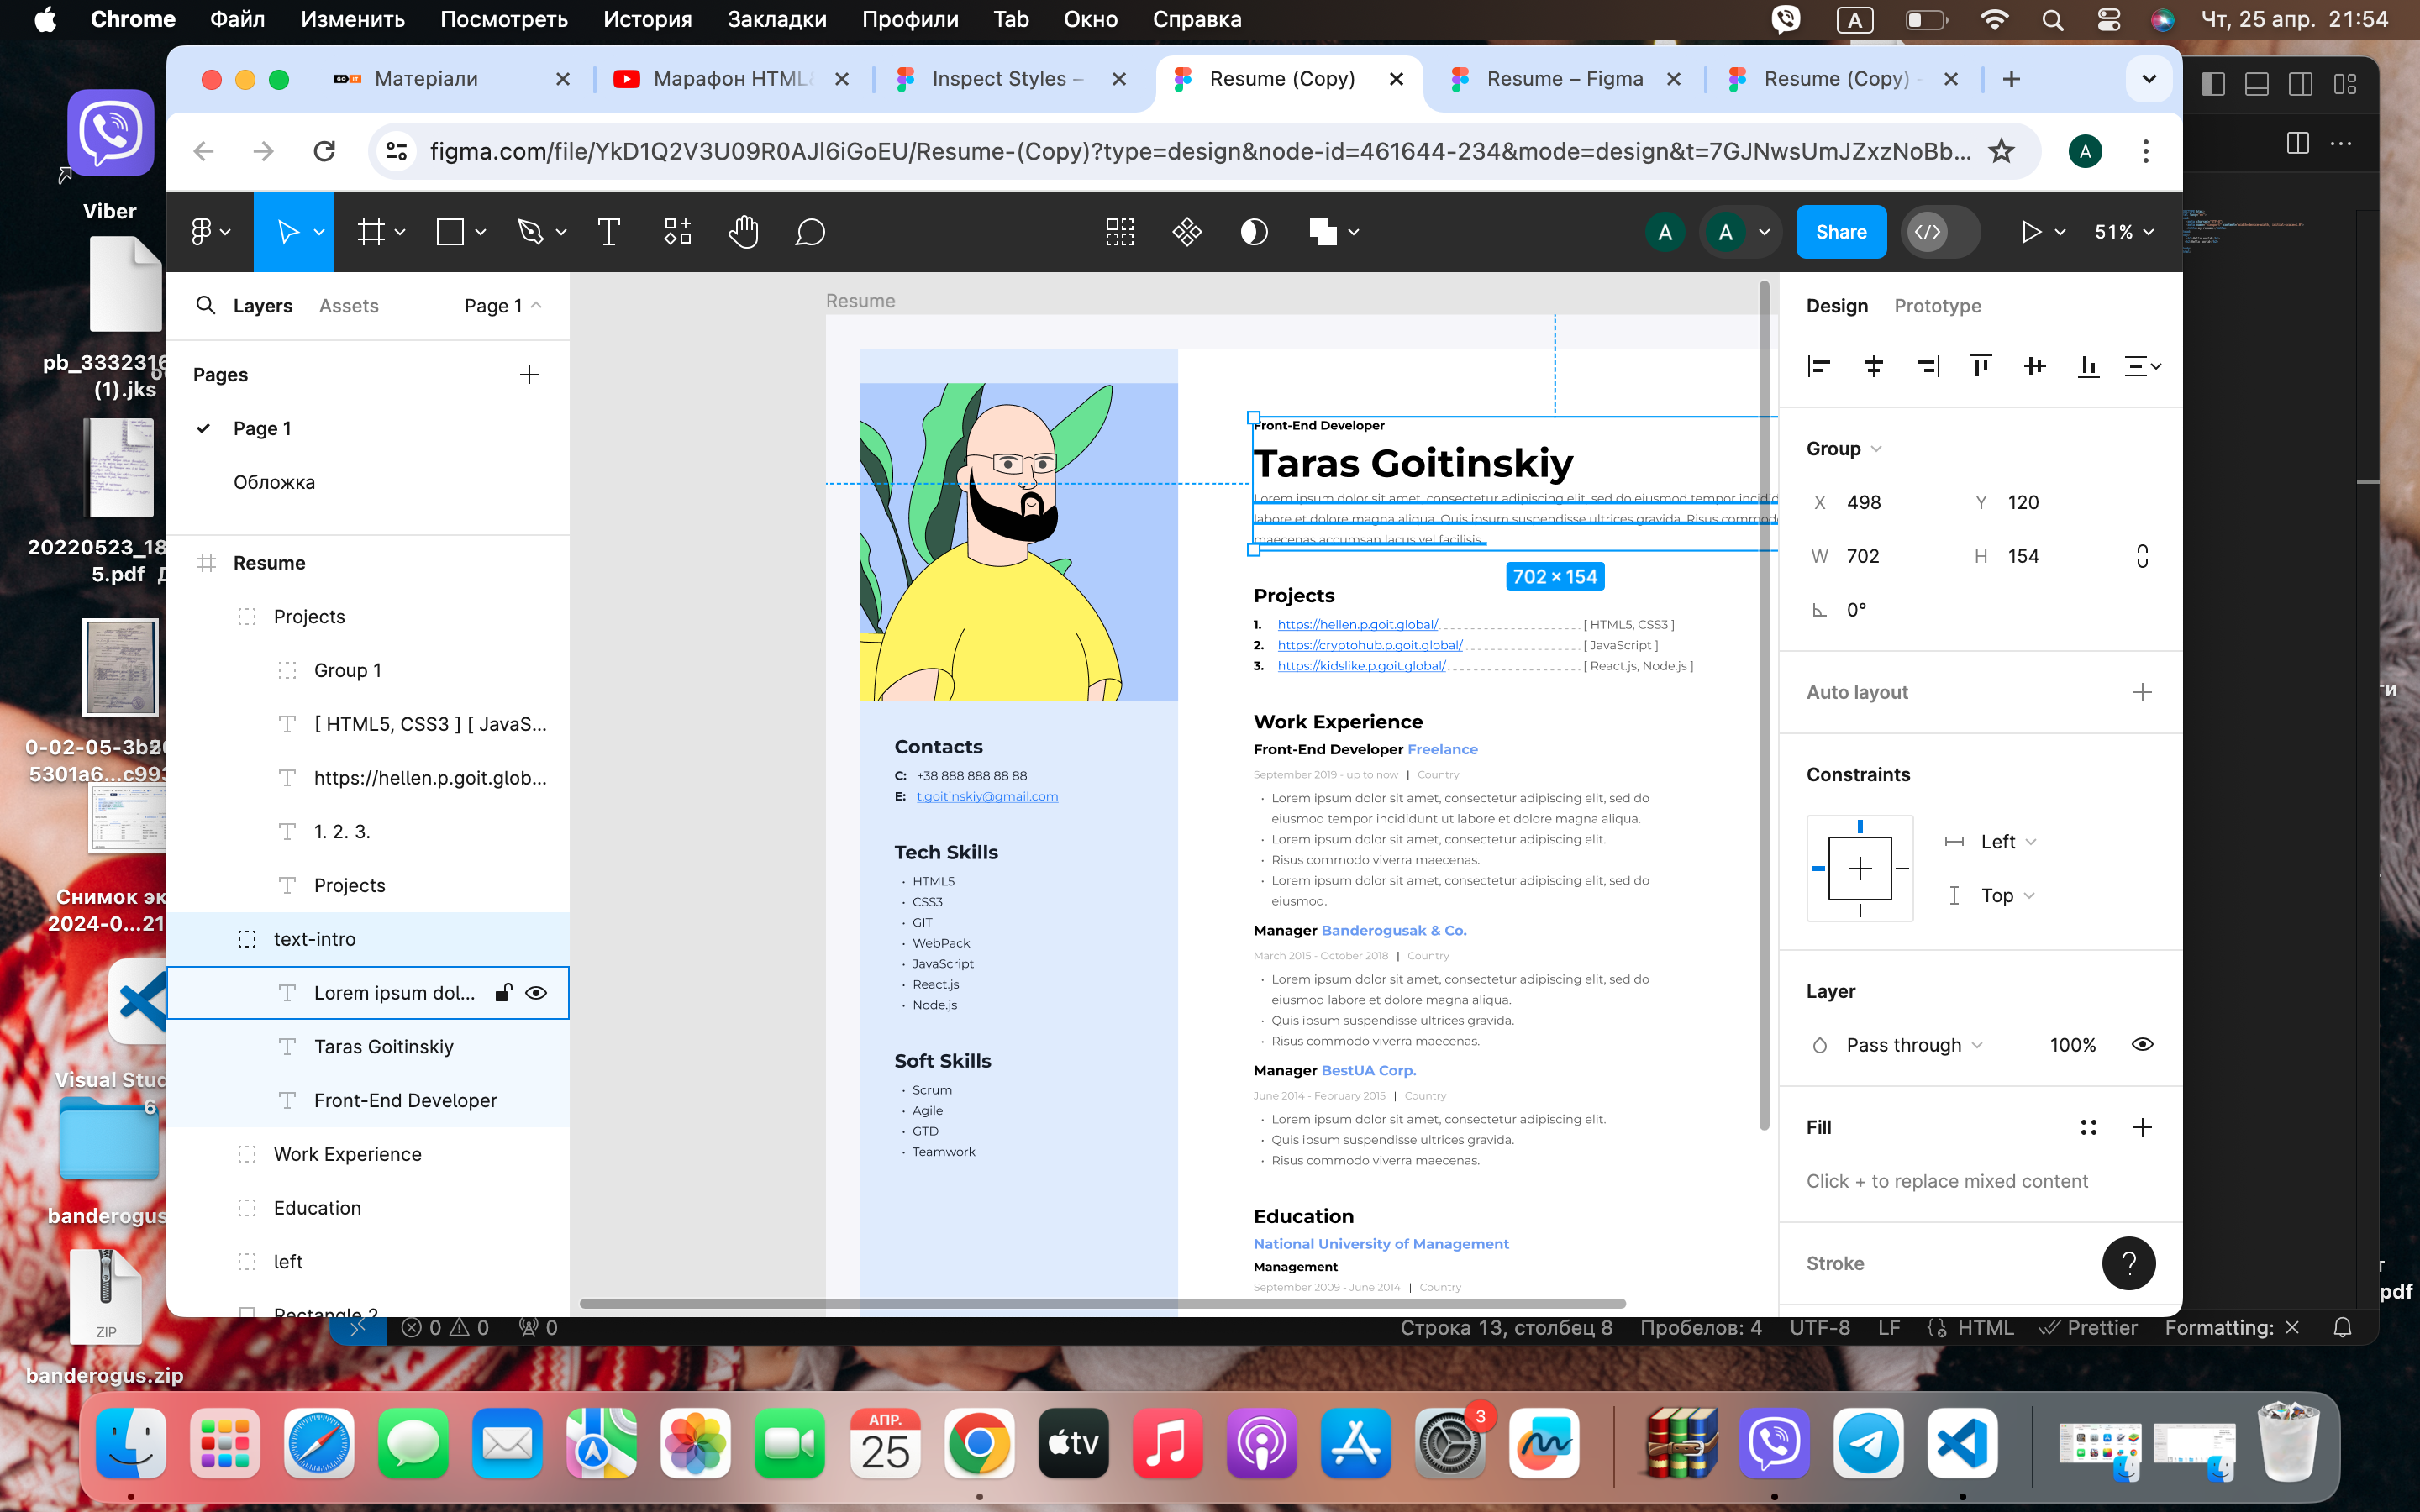 Chrome Файл Изменить Посмотреть История Закладки Профили Tab Окно Справка
A Чт, 25 апр. 21:54
Матеріали
Марафон HTML&
Inspect Styles –
Resume (Copy)
Resume – Figma
Resume (Copy) -
figma.com/file/YkD1Q2V3U09R0AJl6iGoEU/Resume-(Copy)?type=design&node-id=461644-234&mode=design&t=7GJNwsUmJZxzNoBb...
A
A A Share 51%
Layers Assets Page 1
Pages
Page 1
Обложка
Resume
Projects
Group 1
[ HTML5, CSS3 ] [ JavaS...
https://hellen.p.goit.glob...
1. 2. 3.
Projects
text-intro
Lorem ipsum dol...
Taras Goitinskiy
Front-End Developer
Work Experience
Education
left
Rectangle 2
Resume
Contacts
C: +38 888 888 88 88
E: t.goitinskiy@gmail.com
Tech Skills
• HTML5
• CSS3
• GIT
• WebPack
• JavaScript
• React.js
• Node.js
Soft Skills
• Scrum
• Agile
• GTD
• Teamwork
Front-End Developer
Taras Goitinskiy
Lorem ipsum dolor sit amet, consectetur adipiscing elit, sed do eiusmod tempor incidid
labore et dolore magna aliqua. Quis ipsum suspendisse ultrices gravida. Risus commodo
maecenas accumsan lacus vel facilisis.
702 × 154
Projects
1. https://hellen.p.goit.global/ [ HTML5, CSS3 ]
2. https://cryptohub.p.goit.global/ [ JavaScript ]
3. https://kidslike.p.goit.global/ [ React.js, Node.js ]
Work Experience
Front-End Developer Freelance
September 2019 - up to now | Country
• Lorem ipsum dolor sit amet, consectetur adipiscing elit, sed do
eiusmod tempor incididunt ut labore et dolore magna aliqua.
• Lorem ipsum dolor sit amet, consectetur adipiscing elit.
• Risus commodo viverra maecenas.
• Lorem ipsum dolor sit amet, consectetur adipiscing elit, sed do
eiusmod.
Manager Banderogusak & Co.
March 2015 - October 2018 | Country
• Lorem ipsum dolor sit amet, consectetur adipiscing elit, sed do
eiusmod labore et dolore magna aliqua.
• Quis ipsum suspendisse ultrices gravida.
• Risus commodo viverra maecenas.
Manager BestUA Corp.
June 2014 - February 2015 | Country
• Lorem ipsum dolor sit amet, consectetur adipiscing elit.
• Quis ipsum suspendisse ultrices gravida.
• Risus commodo viverra maecenas.
Education
National University of Management
Management
September 2009 - June 2014 | Country
Design Prototype
Group
X 498 Y 120
W 702 H 154
0°
Auto layout
Constraints
Left
Top
Layer
Pass through 100%
Fill
Click + to replace mixed content
Stroke
?
Viber
pb_3332316
(1).jks
20220523_18
5.pdf
0-02-05-3b
5301a6...c993
Снимок эк
2024-0...21
Visual Stud
6
banderogus
ZIP
banderogus.zip
pdf
0 0 0
Строка 13, столбец 8 Пробелов: 4 UTF-8 LF HTML Prettier Formatting: ×
АПР.
25
tv
3